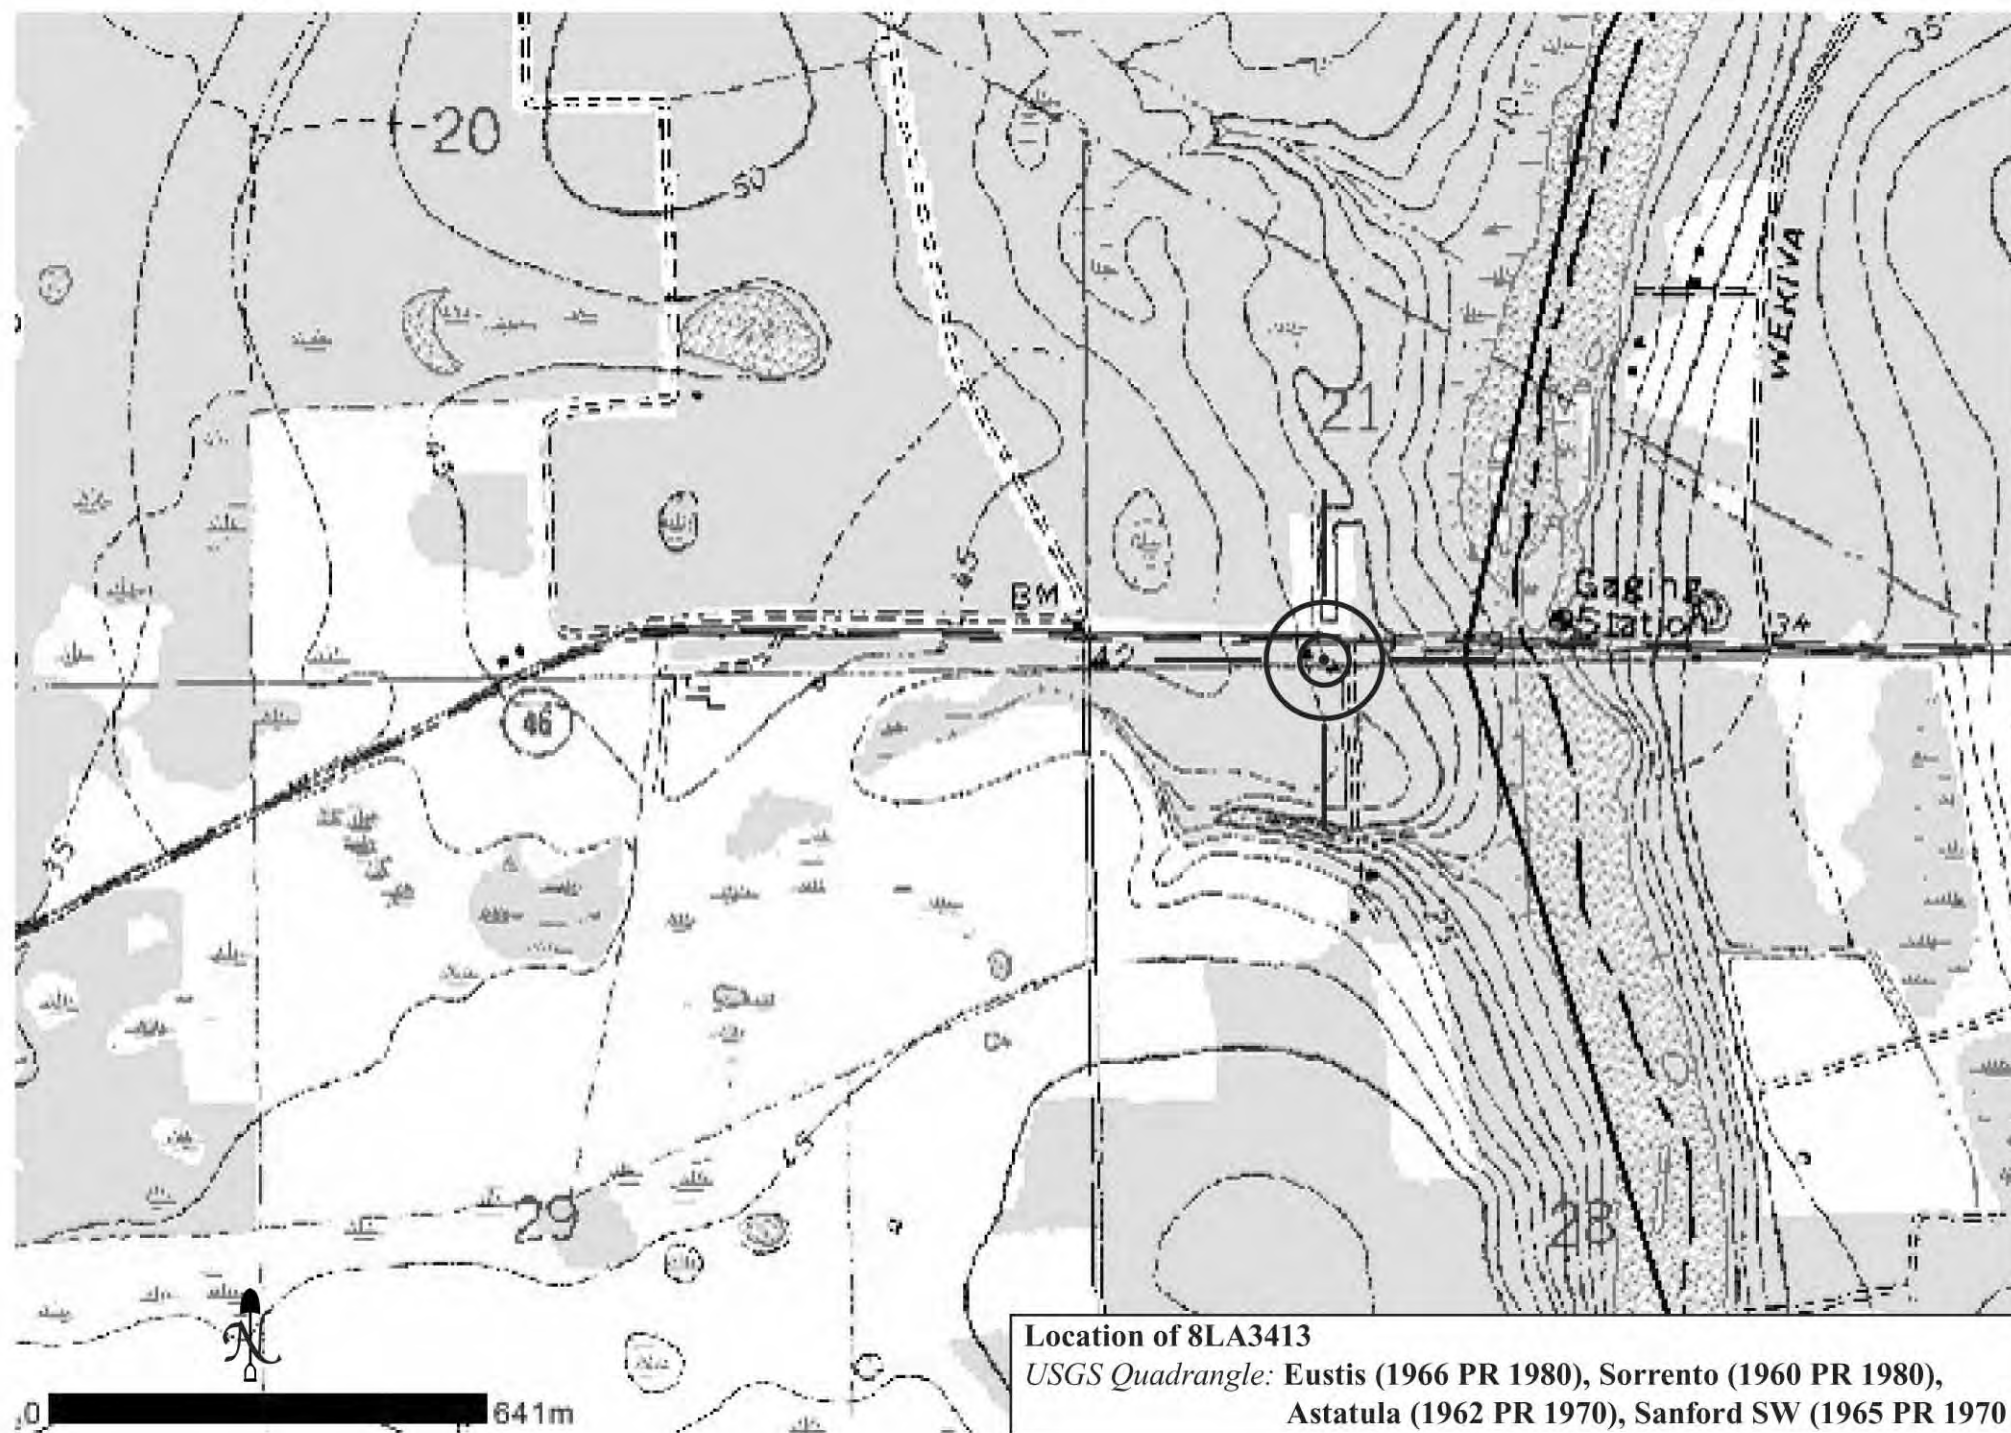 35
20
50
WEKIVA
21
45
45
BM
Gaging
Station
34
42
46
35
35
45
29
28
N
0
641m
Location of 8LA3413
USGS Quadrangle: Eustis (1966 PR 1980), Sorrento (1960 PR 1980),
Astatula (1962 PR 1970), Sanford SW (1965 PR 1970